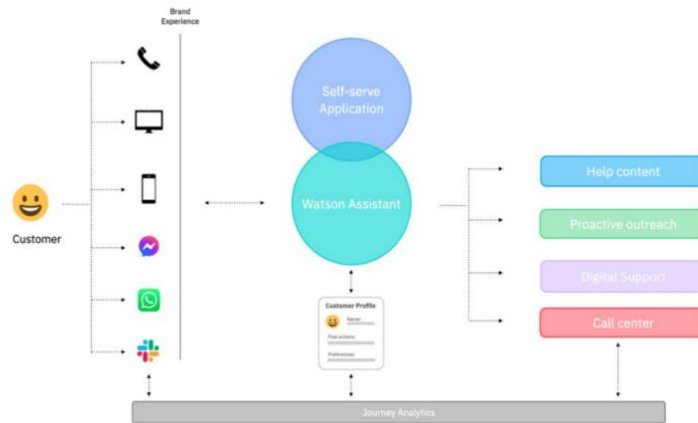 Brand
Experience
Self-serve
Application
Watson Assistant
Customer
Help content
Proactive outreach
Digital Support
Call center
Customer Profile
Name:
Past actions:
Preferences:
Journey Analytics